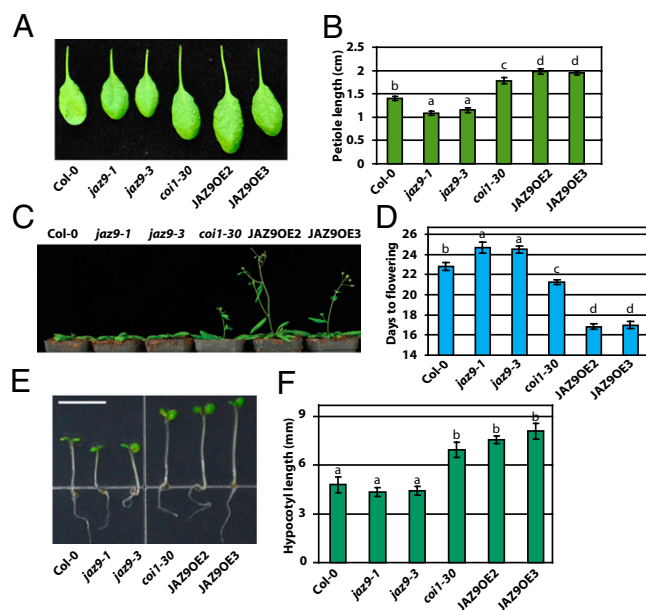 A
Col-0
jaz9-1
jaz9-3
coi1-30
JAZ9OE2
JAZ9OE3
B
Petiole length (cm)
2.5
2
1.5
1
0.5
0
b
a
a
c
d
d
Col-0
jaz9-1
jaz9-3
coi1-30
JAZ9OE2
JAZ9OE3
C
Col-0 jaz9-1 jaz9-3 coi1-30 JAZ9OE2 JAZ9OE3
D
Days to flowering
26
24
22
20
18
16
14
b
a
a
c
d
d
Col-0
jaz9-1
jaz9-3
coi1-30
JAZ9OE2
JAZ9OE3
E
Col-0
jaz9-1
jaz9-3
coi1-30
JAZ9OE2
JAZ9OE3
F
Hypocotyl length (mm)
9
6
3
0
a
a
a
b
b
b
Col-0
jaz9-1
jaz9-3
coi1-30
JAZ9OE2
JAZ9OE3